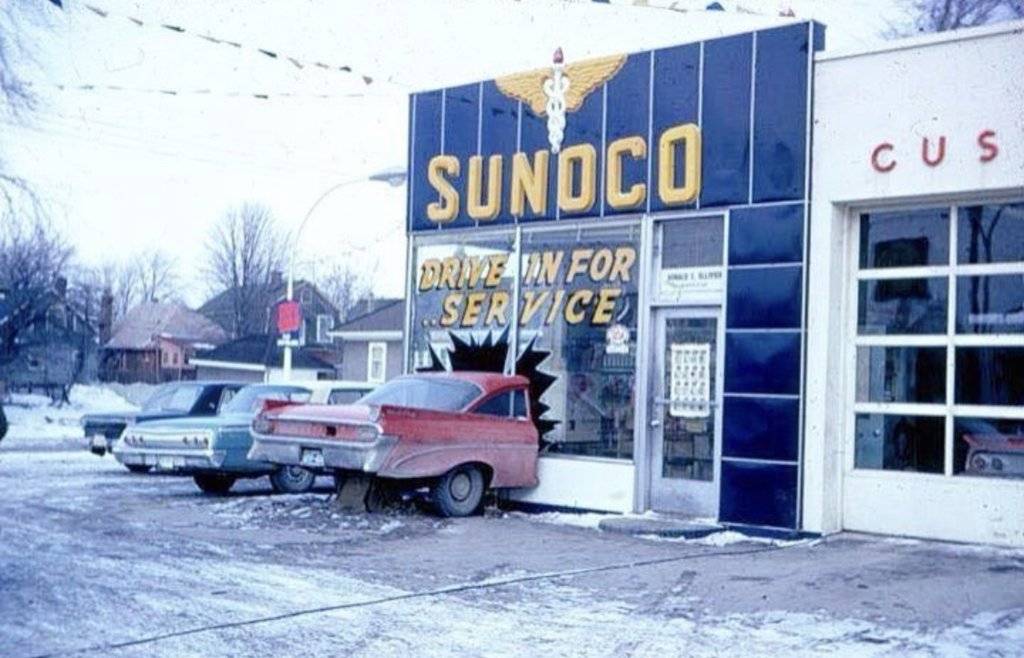 SUNOCO
DRIVE IN FOR
..SERVICE
CUS